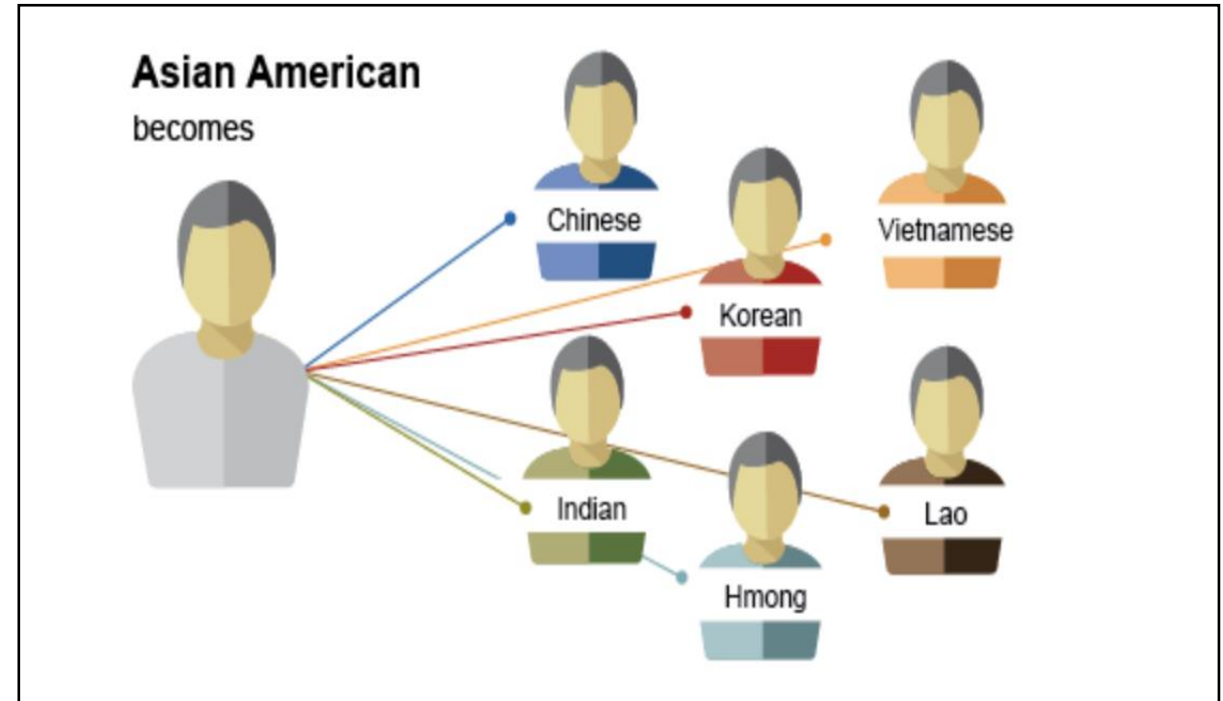 Asian American
becomes
Chinese
Vietnamese
Korean
Indian
Lao
Hmong